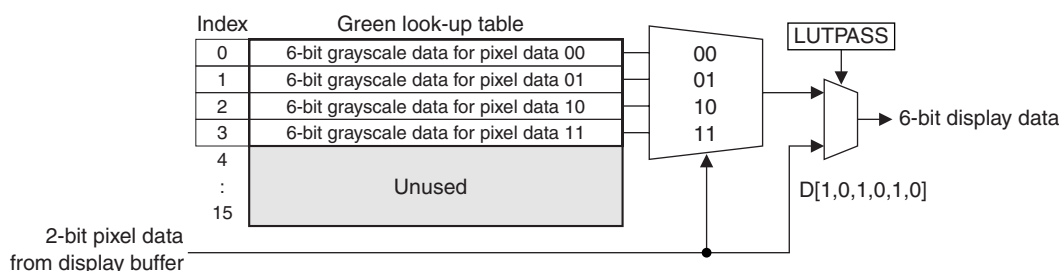 Index Green look-up table
0 6-bit grayscale data for pixel data 00
1 6-bit grayscale data for pixel data 01
2 6-bit grayscale data for pixel data 10
3 6-bit grayscale data for pixel data 11
4
:
15
Unused
00
01
10
11
LUTPASS
6-bit display data
D[1,0,1,0,1,0]
2-bit pixel data
from display buffer